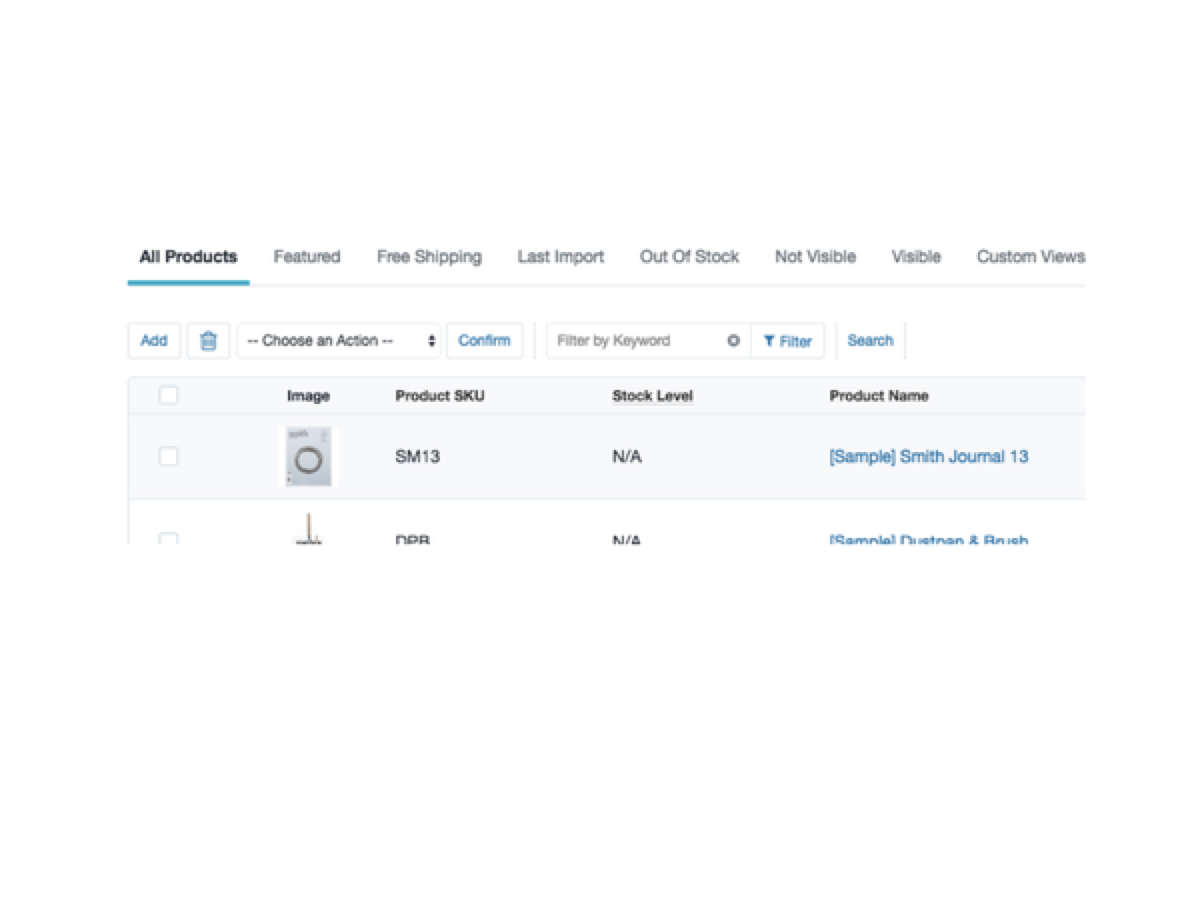 All Products Featured Free Shipping Last Import Out Of Stock Not Visible Visible Custom Views
Add -- Choose an Action -- Confirm Filter by Keyword Filter Search
Image Product SKU Stock Level Product Name
SM13 N/A [Sample] Smith Journal 13
DPB N/A [Sample] Dustpan & Brush